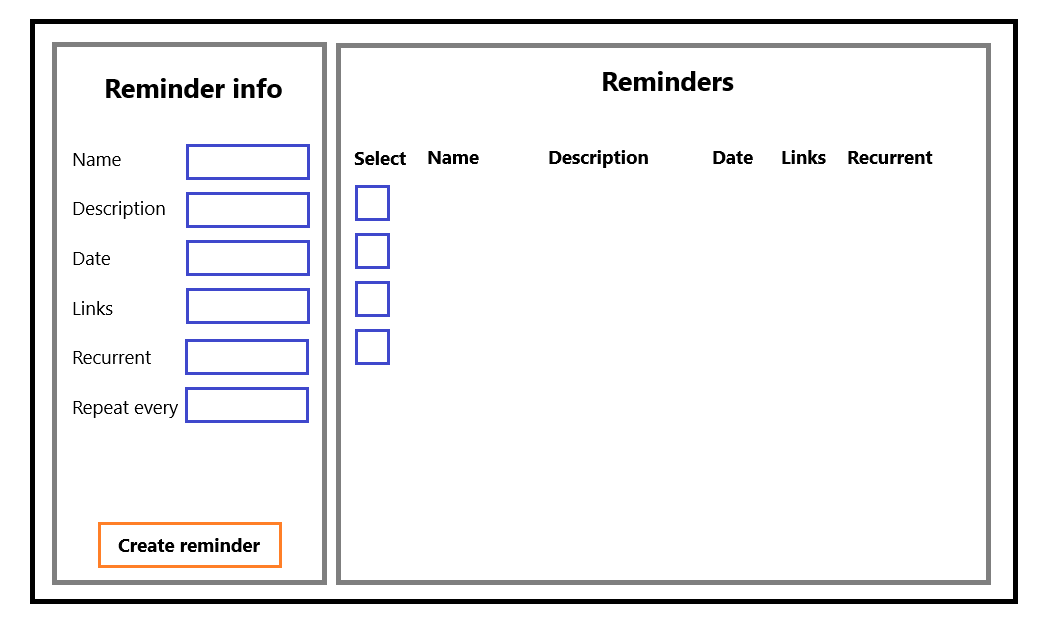 Reminder info
Name
Description
Date
Links
Recurrent
Repeat every
Create reminder
Reminders
Select Name Description Date Links Recurrent